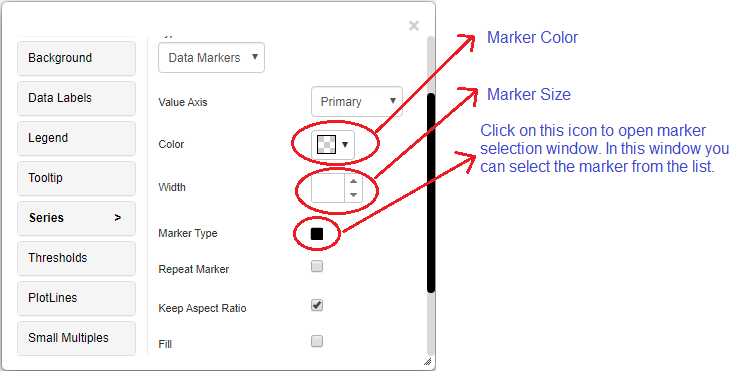 ×
Background
Data Labels
Legend
Tooltip
Series >
Thresholds
PlotLines
Small Multiples
Data Markers
Value Axis Primary
Color
Width
Marker Type
Repeat Marker
Keep Aspect Ratio
Fill
Marker Color
Marker Size
Click on this icon to open marker
selection window. In this window you
can select the marker from the list.